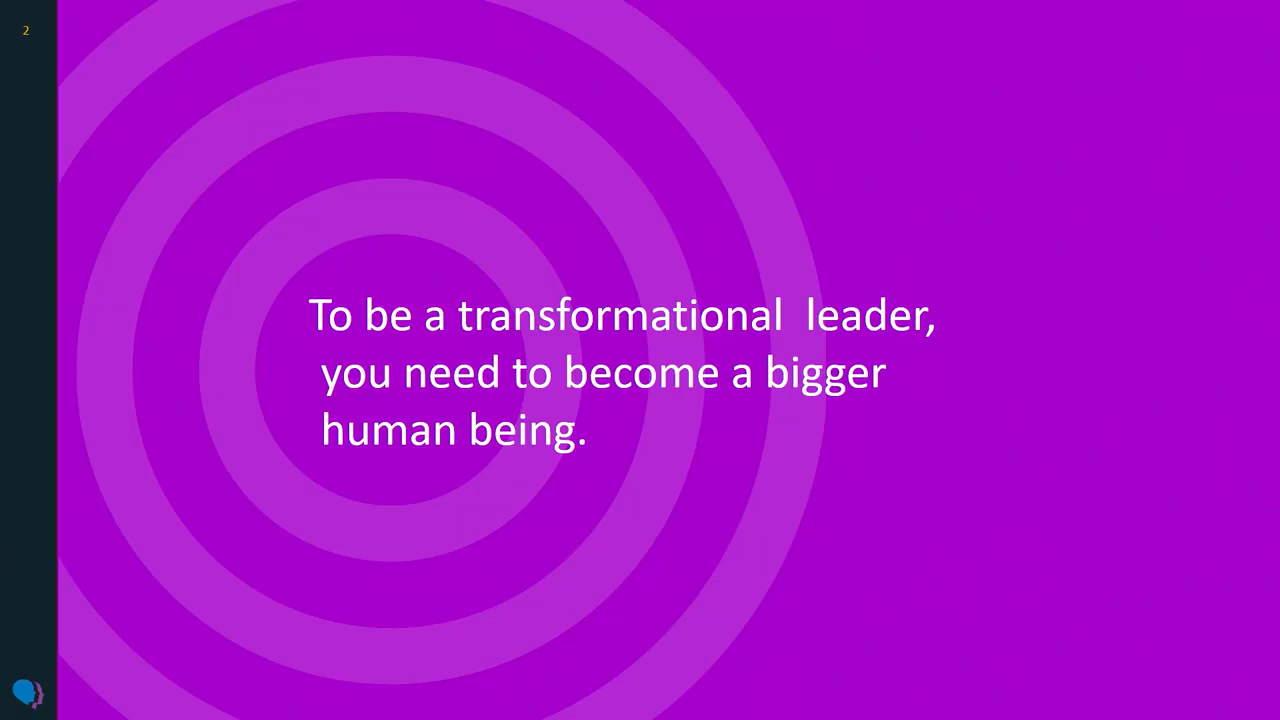 2
To be a transformational  leader,
you need to become a bigger
human being.